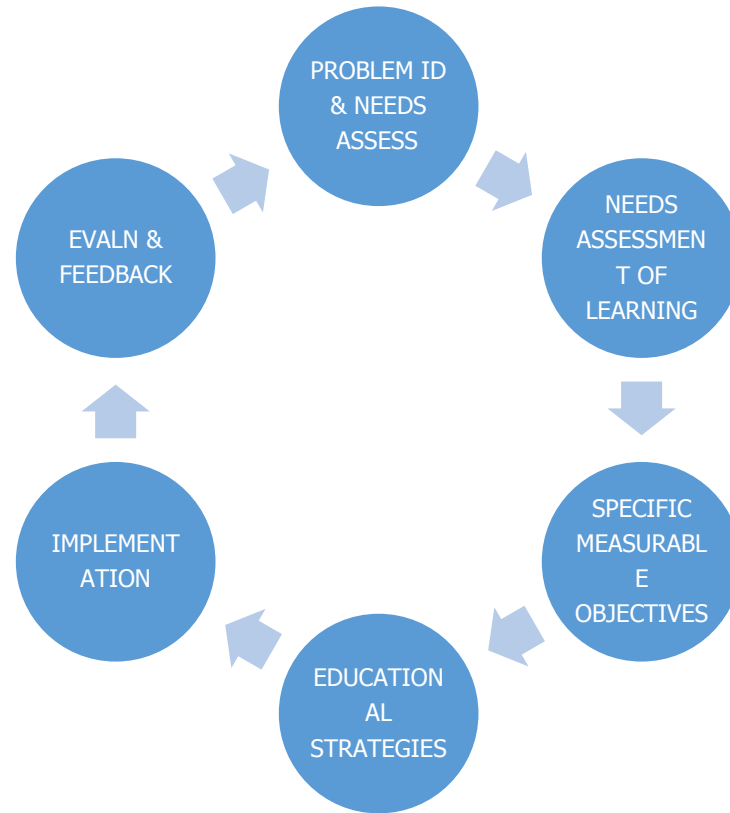 PROBLEM ID
& NEEDS
ASSESS
NEEDS
ASSESSMEN
T OF
LEARNING
SPECIFIC
MEASURABL
E
OBJECTIVES
EDUCATION
AL
STRATEGIES
IMPLEMENT
ATION
EVALN &
FEEDBACK